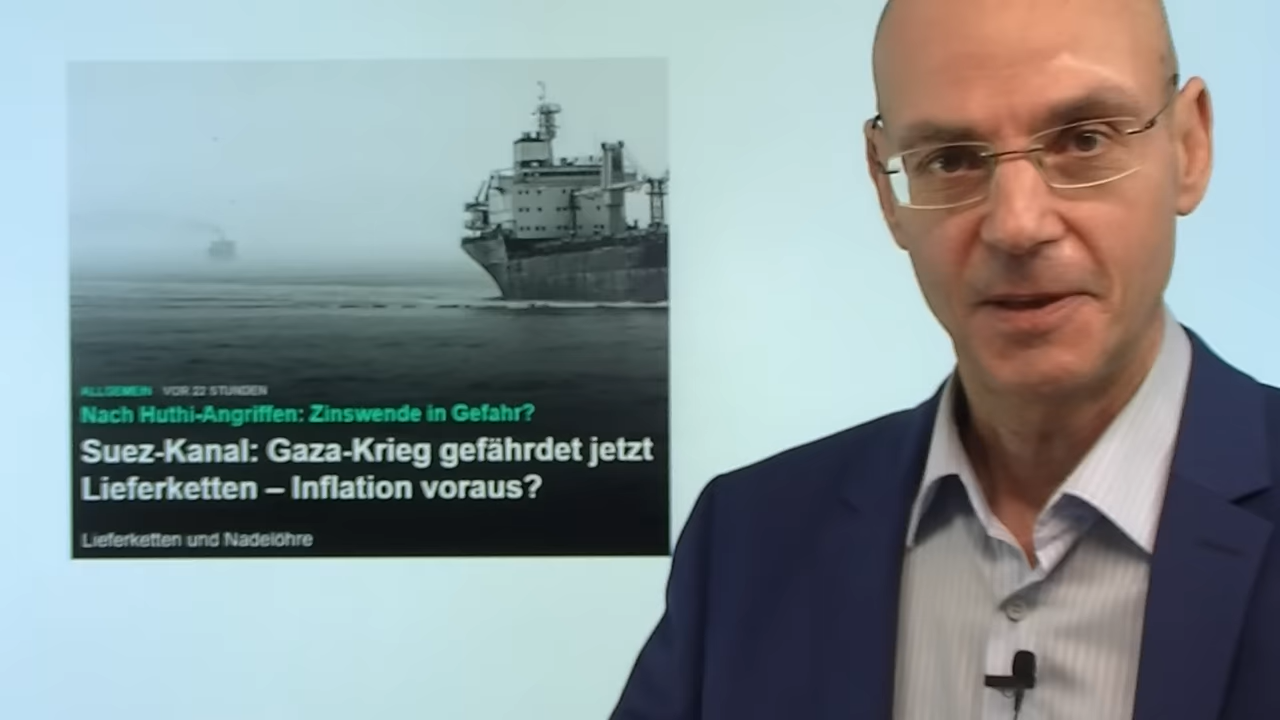 ALLGEMEIN VOR 22 STUNDEN
Nach Huthi-Angriffen: Zinswende in Gefahr?
Suez-Kanal: Gaza-Krieg gefährdet jetzt
Lieferketten – Inflation voraus?
Lieferketten und Nadelöhre